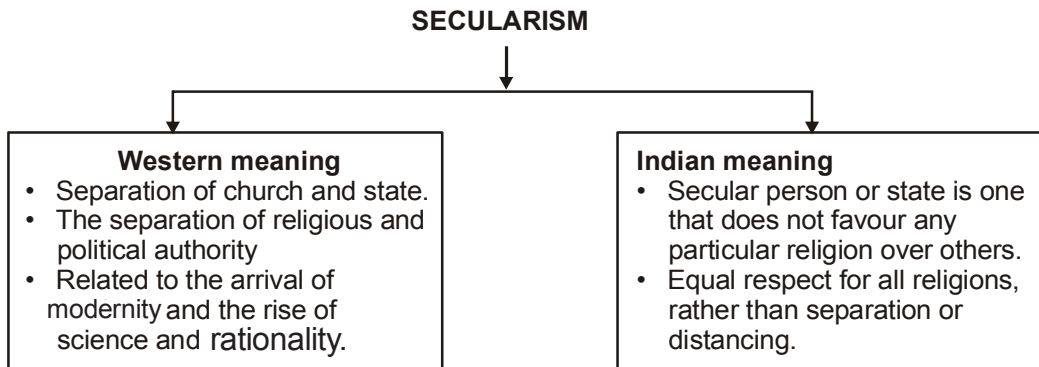 SECULARISM
Western meaning
• Separation of church and state.
• The separation of religious and
political authority
• Related to the arrival of
modernity and the rise of
science and rationality.
Indian meaning
• Secular person or state is one
that does not favour any
particular religion over others.
• Equal respect for all religions,
rather than separation or
distancing.